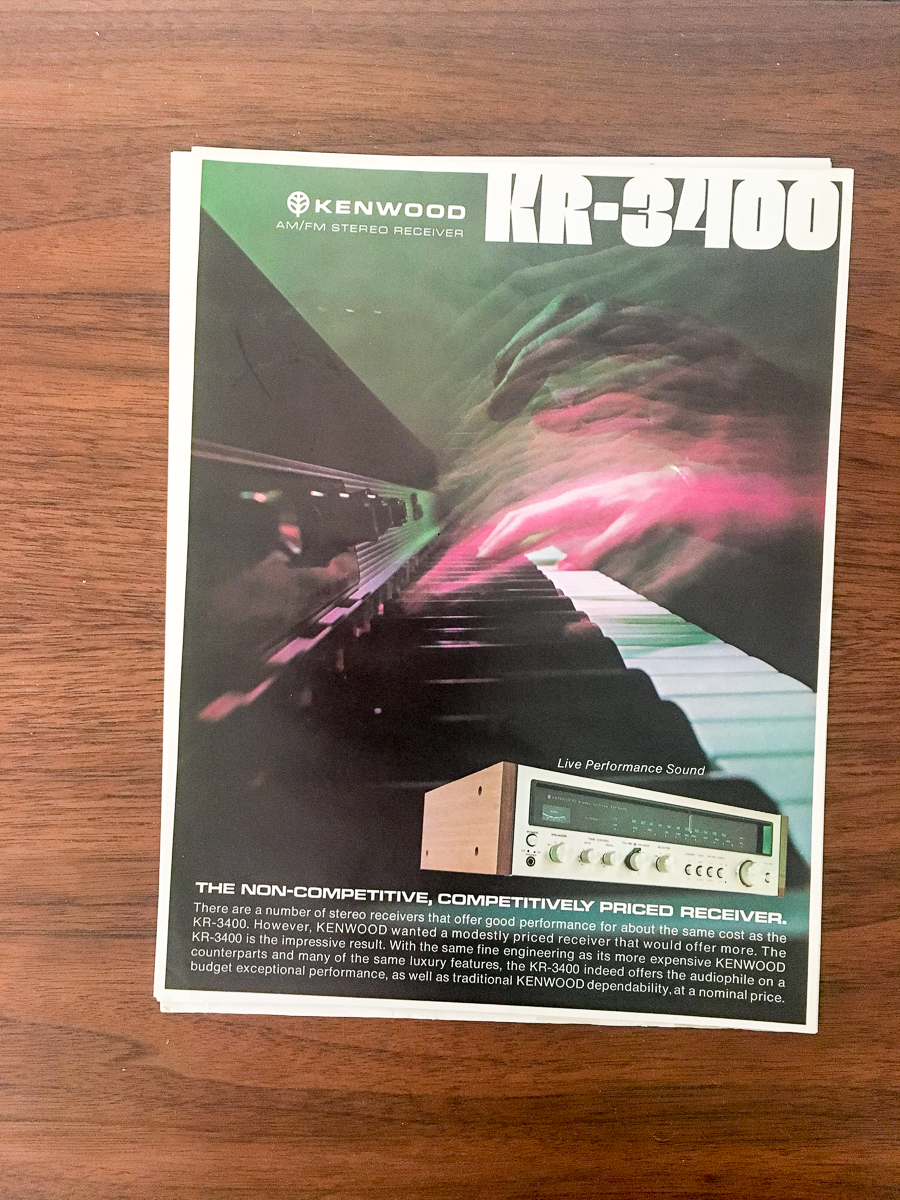 KENWOOD
AM/FM STEREO RECEIVER
KR-3400
Live Performance Sound
KENWOOD
THE NON-COMPETITIVE, COMPETITIVELY PRICED RECEIVER.
There are a number of stereo receivers that offer good performance for about the same cost as the
KR-3400. However, KENWOOD wanted a modestly priced receiver that would offer more. The
KR-3400 is the impressive result. With the same fine engineering as its more expensive KENWOOD
counterparts and many of the same luxury features, the KR-3400 indeed offers the audiophile on a
budget exceptional performance, as well as traditional KENWOOD dependability, at a nominal price.